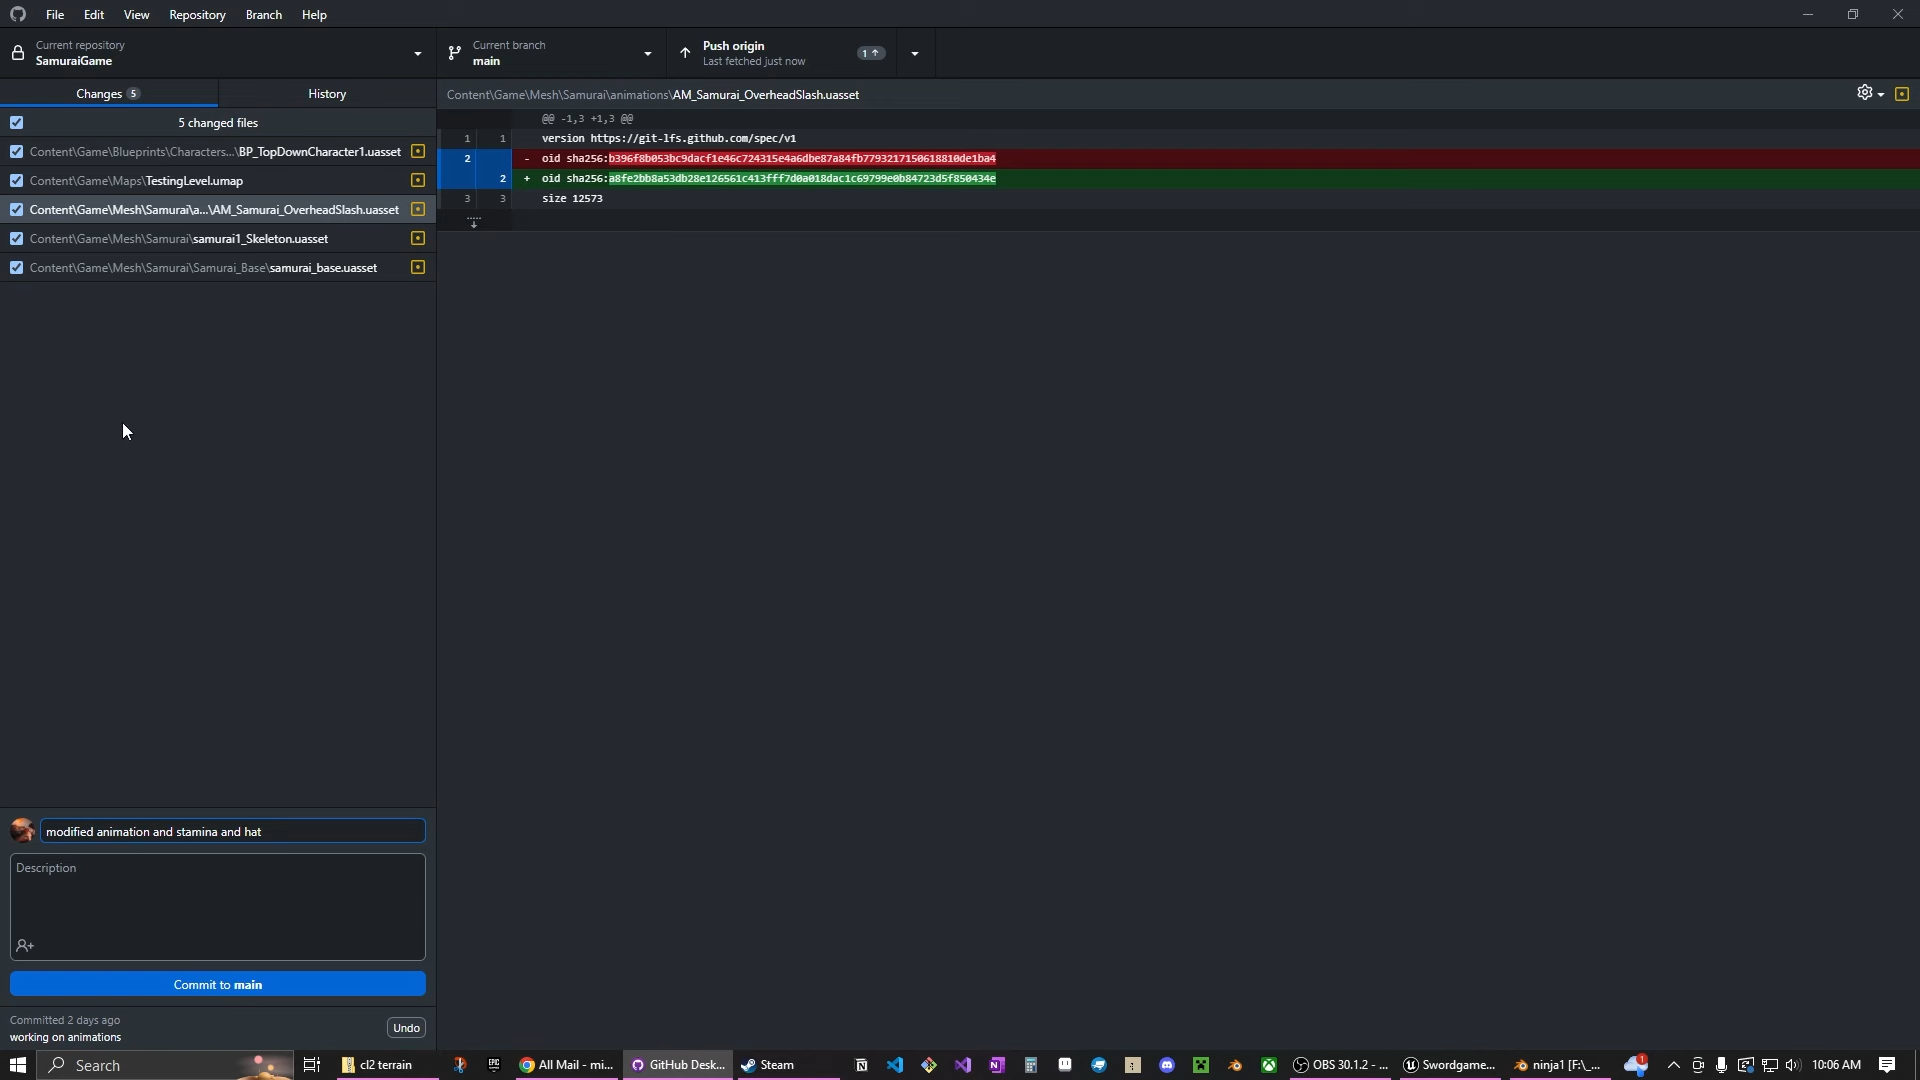 File Edit View Repository Branch Help
Current repository
SamuraiGame
Current branch
main
Push origin
Last fetched just now
1
Changes 5
History
5 changed files
Content\Game\Blueprints\Characters...\BP_TopDownCharacter1.uasset
Content\Game\Maps\TestingLevel.umap
Content\Game\Mesh\Samurai\a...\AM_Samurai_OverheadSlash.uasset
Content\Game\Mesh\Samurai\samurai1_Skeleton.uasset
Content\Game\Mesh\Samurai\Samurai_Base\samurai_base.uasset
Content\Game\Mesh\Samurai\animations\AM_Samurai_OverheadSlash.uasset
@@ -1,3 +1,3 @@
1 1 version https://git-lfs.github.com/spec/v1
2 - oid sha256:b396f8b053bc9dacf1e46c724315e4a6dbe87a84fb7793217150618810de1ba4
2 + oid sha256:a8fe2bb8a53db28e126561c413fff7d0a018dac1c69799e0b84723d5f850434e
3 3 size 12573
modified animation and stamina and hat
Description
Commit to main
Committed 2 days ago
working on animations
Undo
Search
cl2 terrain
EPIC
All Mail - mi...
GitHub Desk...
Steam
OBS 30.1.2 - ...
Swordgame...
ninja1 [F:\_...
1
10:06 AM